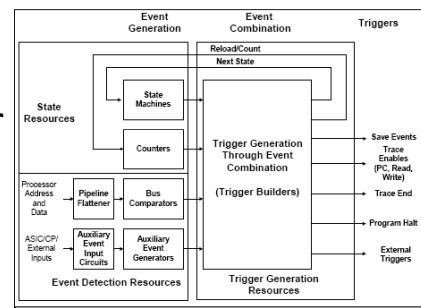 Event
Generation
Event
Combination
Triggers
Reload/Count
Next State
State
Machines
State
Resources
Counters
Trigger Generation
Through Event
Combination
(Trigger Builders)
Save Events
Trace
Enables
(PC, Read,
Write)
Trace End
Program Halt
External
Triggers
Processor
Address
and
Data
Pipeline
Flattener
Bus
Comparators
ASIC/CP/
External
Inputs
Auxiliary
Event
Input
Circuits
Auxiliary
Event
Generators
Event Detection Resources
Trigger Generation
Resources